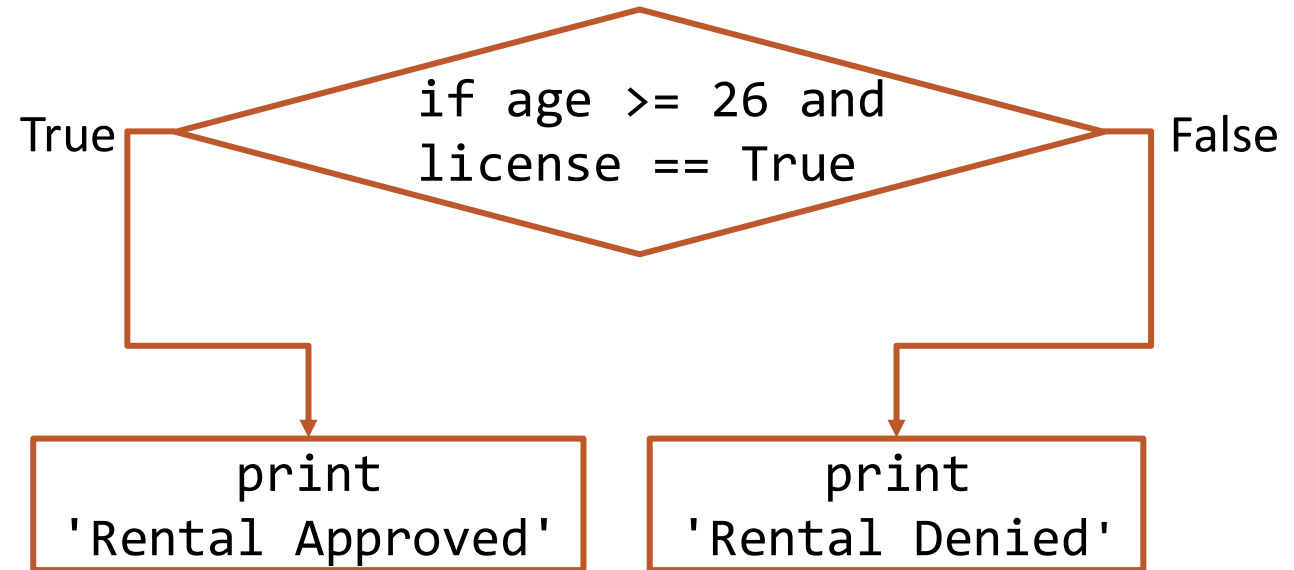 if age >= 26 and
license == True
True
False
print
'Rental Approved'
print
'Rental Denied'